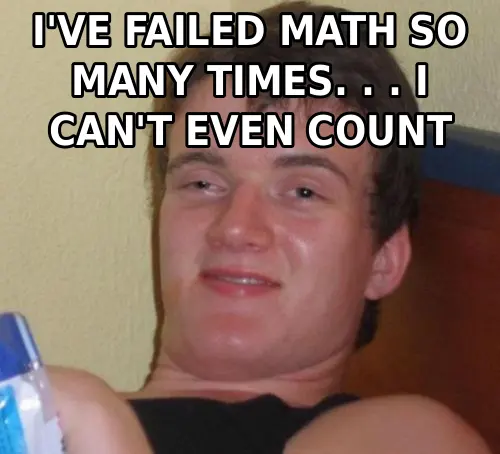 I'VE FAILED MATH SO
MANY TIMES. . . I
CAN'T EVEN COUNT